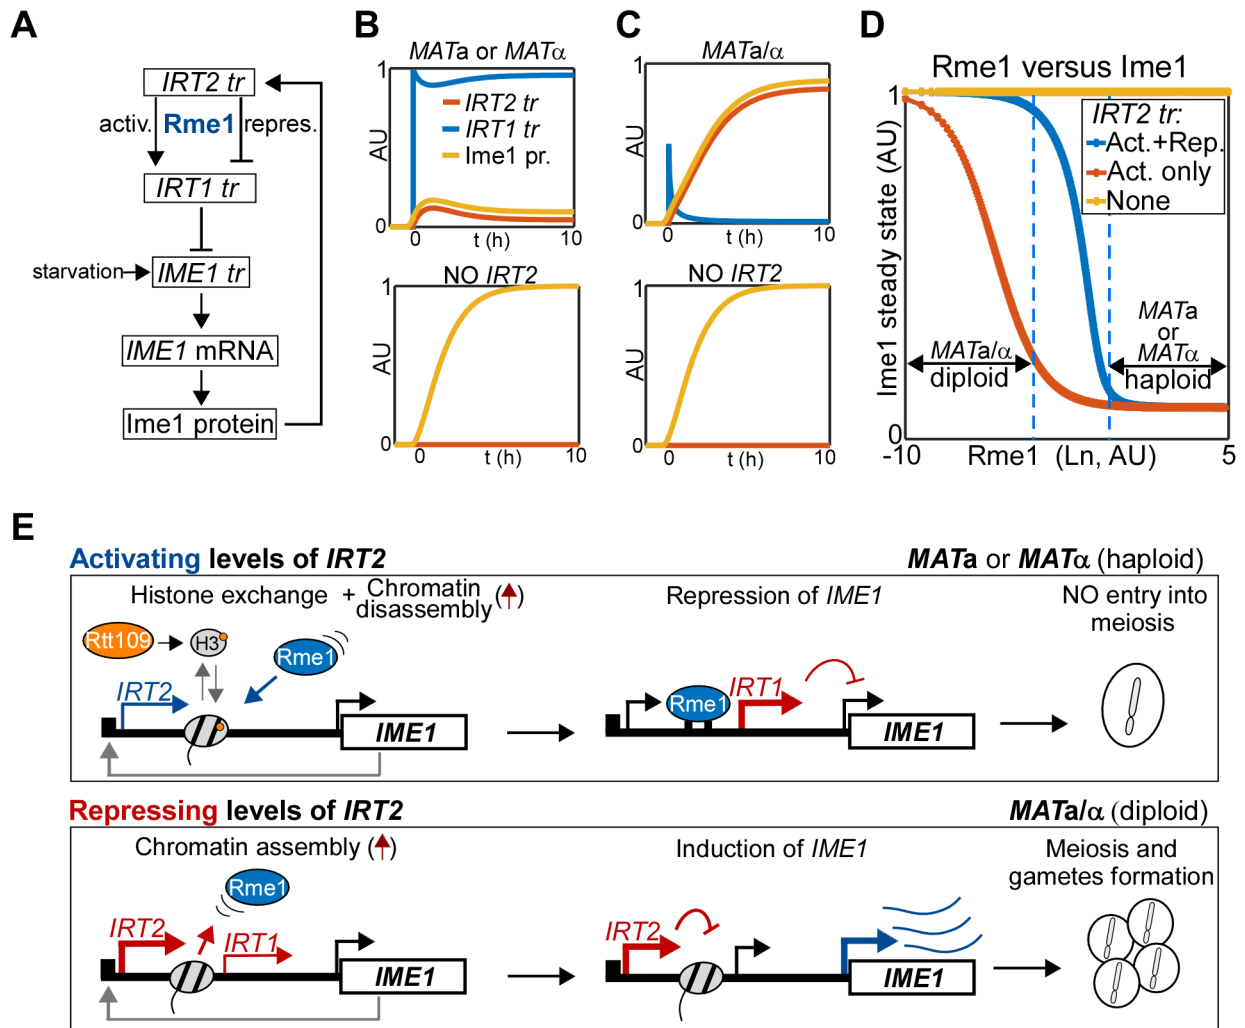 A
IRT2 tr
activ. Rme1 repres.
IRT1 tr
starvation
IME1 tr
IME1 mRNA
Ime1 protein
B
MATa or MATα
1
AU
0
IRT2 tr
IRT1 tr
Ime1 pr.
0
t (h)
10
NO IRT2
1
AU
0
0
t (h)
10
C
MATa/α
1
AU
0
0
t (h)
10
NO IRT2
1
AU
0
0
t (h)
10
D
Rme1 versus Ime1
1
Ime1 steady state (AU)
0
IRT2 tr:
Act.+Rep.
Act. only
None
MATa/α
diploid
MATa
or
MATα
haploid
-10
Rme1 (Ln, AU)
5
E
Activating levels of IRT2
MATa or MATα (haploid)
Histone exchange + Chromatin
disassembly ( )
Repression of IME1
NO entry into
meiosis
Rtt109
H3
Rme1
IRT2
IME1
Rme1
IRT1
IME1
Repressing levels of IRT2
MATa/α (diploid)
Chromatin assembly ( )
Induction of IME1
Meiosis and
gametes formation
Rme1
IRT2
IRT1
IME1
IRT2
IME1